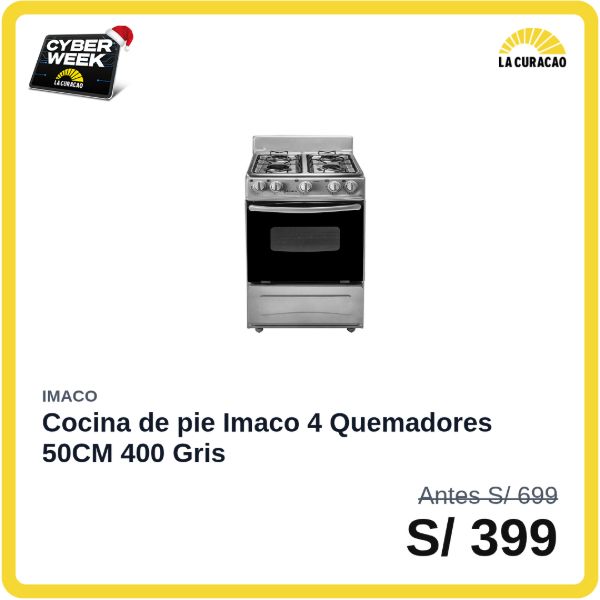 CYBER
WEEK
LA CURACAO
LA CURACAO
IMACO
Cocina de pie Imaco 4 Quemadores
50CM 400 Gris
Antes S/ 699
S/ 399